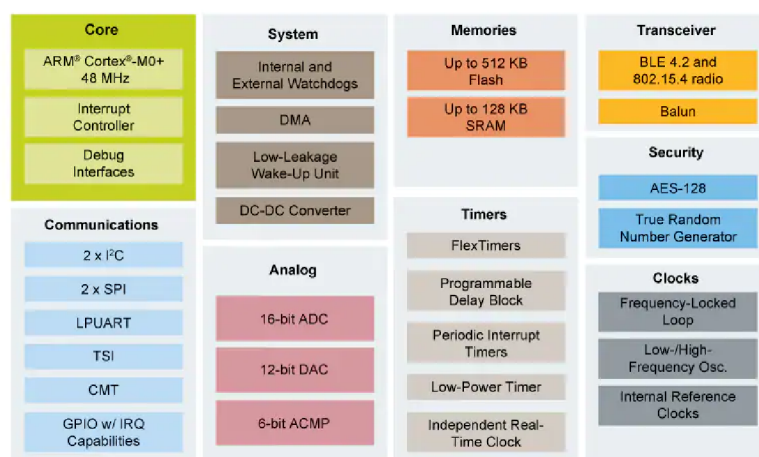 Core
ARM® Cortex®-M0+
48 MHz
Interrupt
Controller
Debug
Interfaces
System
Internal and
External Watchdogs
DMA
Low-Leakage
Wake-Up Unit
DC-DC Converter
Memories
Up to 512 KB
Flash
Up to 128 KB
SRAM
Transceiver
BLE 4.2 and
802.15.4 radio
Balun
Security
AES-128
True Random
Number Generator
Communications
2 x I²C
2 x SPI
LPUART
TSI
CMT
GPIO w/ IRQ
Capabilities
Analog
16-bit ADC
12-bit DAC
6-bit ACMP
Timers
FlexTimers
Programmable
Delay Block
Periodic Interrupt
Timers
Low-Power Timer
Independent Real-
Time Clock
Clocks
Frequency-Locked
Loop
Low-/High-
Frequency Osc.
Internal Reference
Clocks